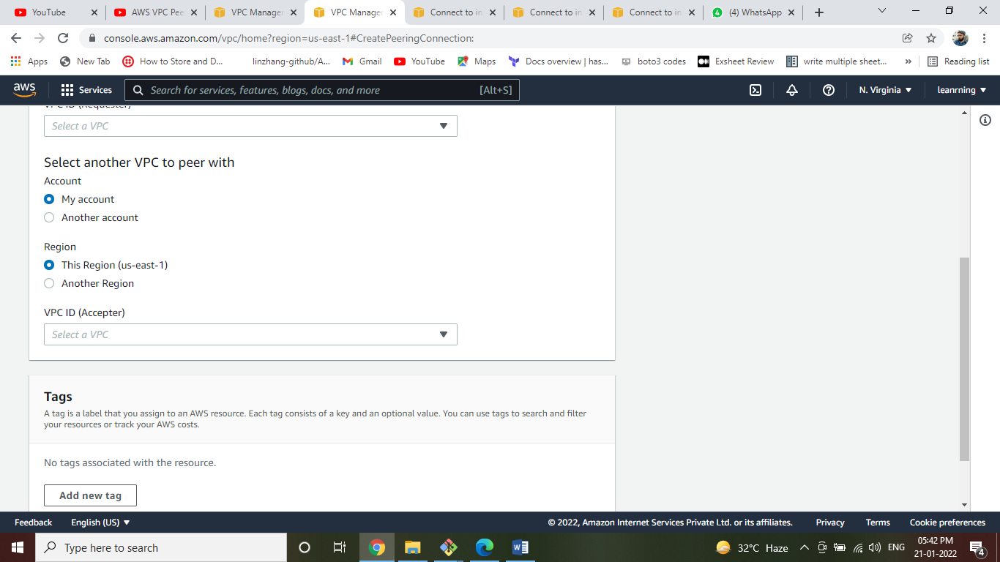 YouTube
AWS VPC Pee
VPC Manage
VPC Manage
Connect to in
Connect to in
Connect to in
(4) WhatsApp
console.aws.amazon.com/vpc/home?region=us-east-1#CreatePeeringConnection:
Apps
New Tab
How to Store and D...
linzhang-github/A...
Gmail
YouTube
Maps
Docs overview | has...
boto3 codes
Exsheet Review
write multiple sheet...
»
Reading list
aws
Services
Search for services, features, blogs, docs, and more
[Alt+S]
N. Virginia
leanrning
VPC ID (Requester)
Select a VPC
Select another VPC to peer with
Account
My account
Another account
Region
This Region (us-east-1)
Another Region
VPC ID (Accepter)
Select a VPC
Tags
A tag is a label that you assign to an AWS resource. Each tag consists of a key and an optional value. You can use tags to search and filter
your resources or track your AWS costs.
No tags associated with the resource.
Add new tag
Feedback
English (US)
© 2022, Amazon Internet Services Private Ltd. or its affiliates.
Privacy
Terms
Cookie preferences
Type here to search
32°C Haze
ENG
05:42 PM
21-01-2022
4